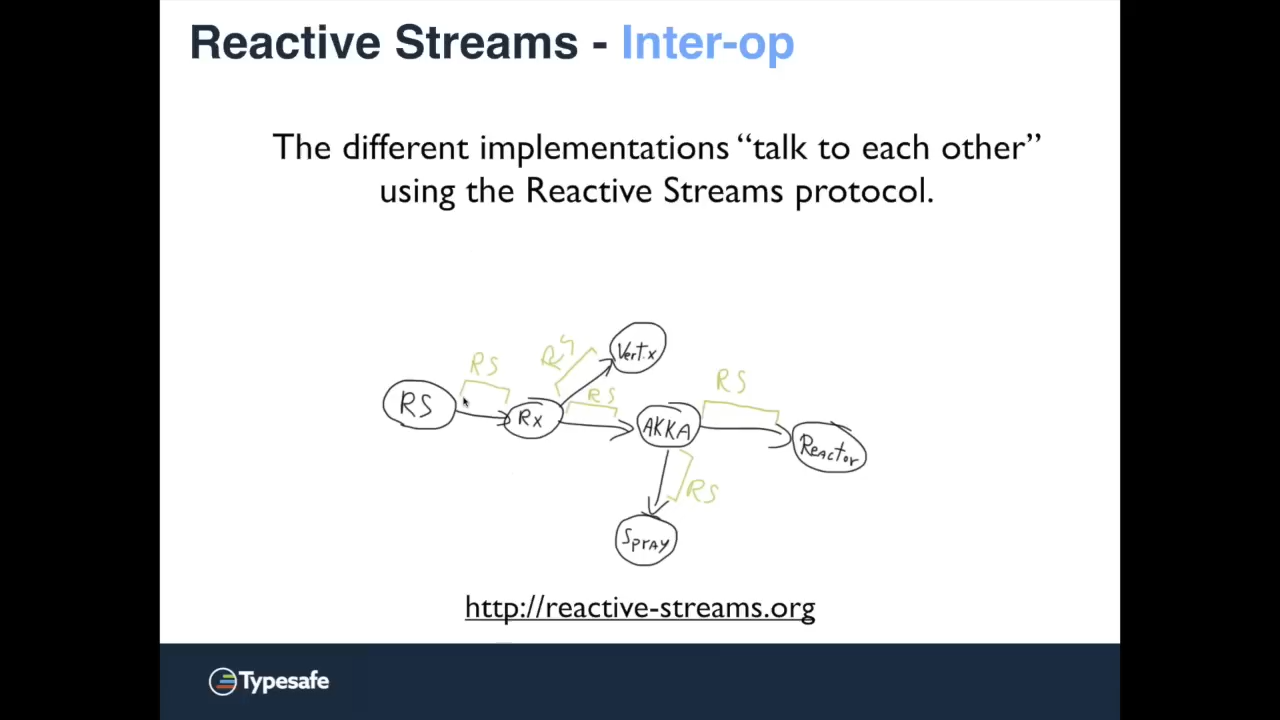 Reactive Streams - Inter-op
The different implementations “talk to each other”
using the Reactive Streams protocol.
RS
RS
Rx
RS
Vert.x
RS
AKKA
RS
Reactor
RS
Spray
http://reactive-streams.org
Typesafe